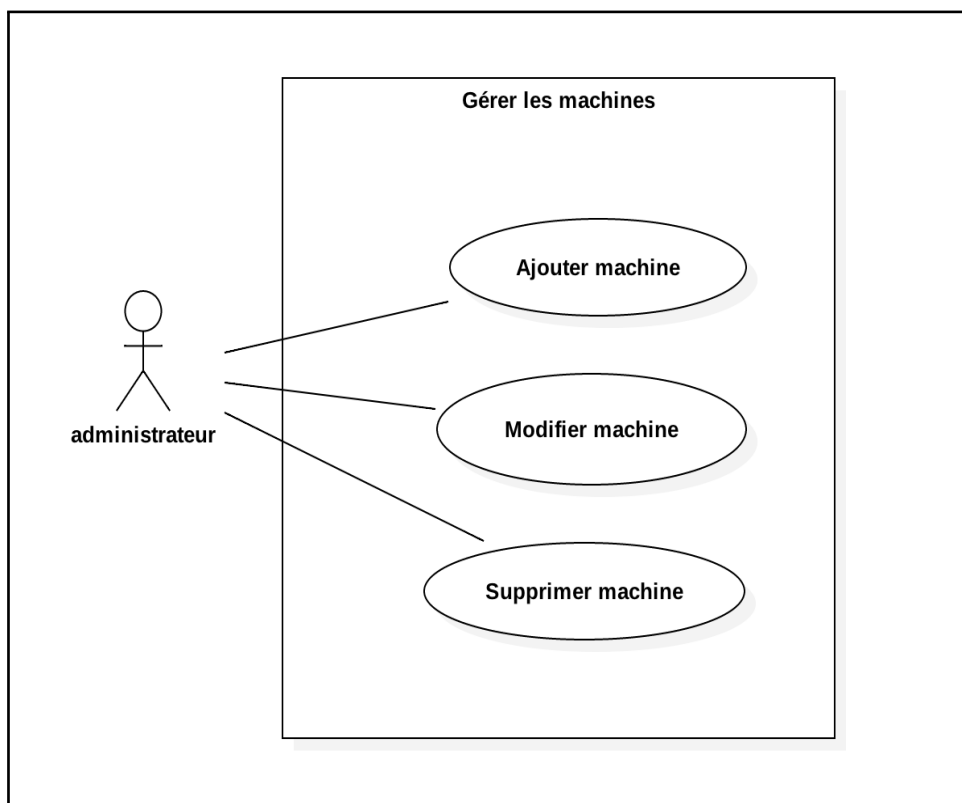 Gérer les machines
Ajouter machine
administrateur
Modifier machine
Supprimer machine